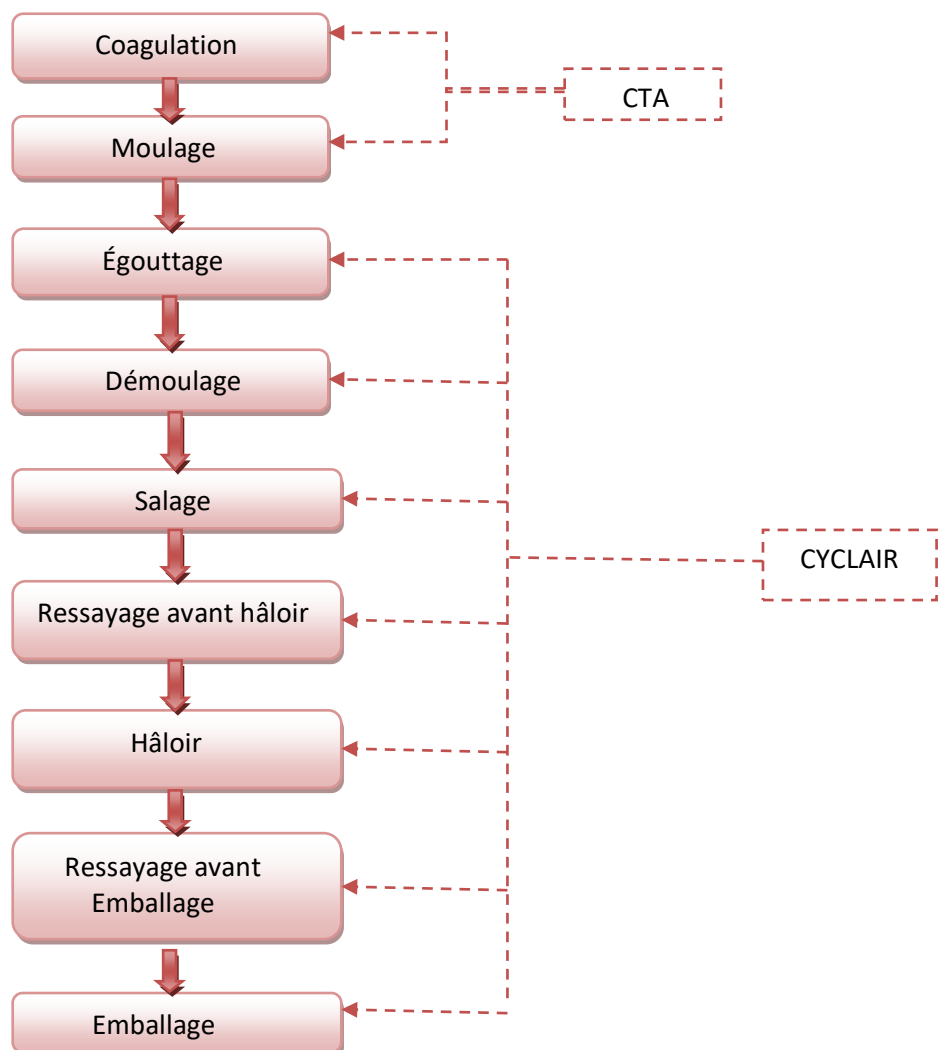 Coagulation
CTA
Moulage
Égouttage
Démoulage
Salage
CYCLAIR
Ressayage avant hâloir
Hâloir
Ressayage avant
Emballage
Emballage